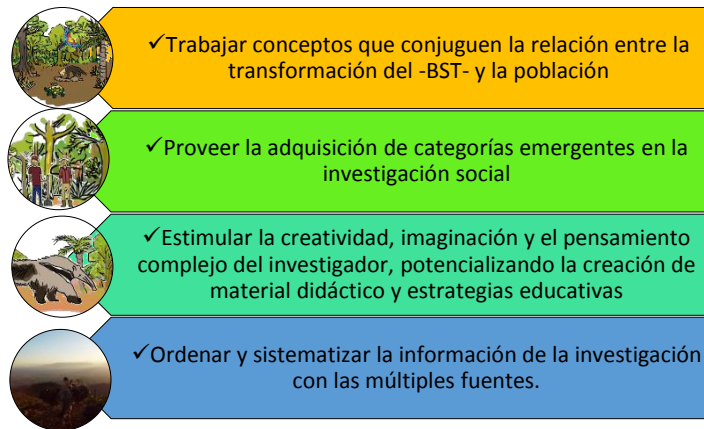 ✓Trabajar conceptos que conjuguen la relación entre la
transformación del -BST- y la población
✓Proveer la adquisición de categorías emergentes en la
investigación social
✓Estimular la creatividad, imaginación y el pensamiento
complejo del investigador, potencializando la creación de
material didáctico y estrategias educativas
✓Ordenar y sistematizar la información de la investigación
con las múltiples fuentes.